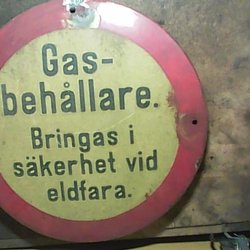 Gas-
behållare.
Bringas i
säkerhet vid
eldfara.